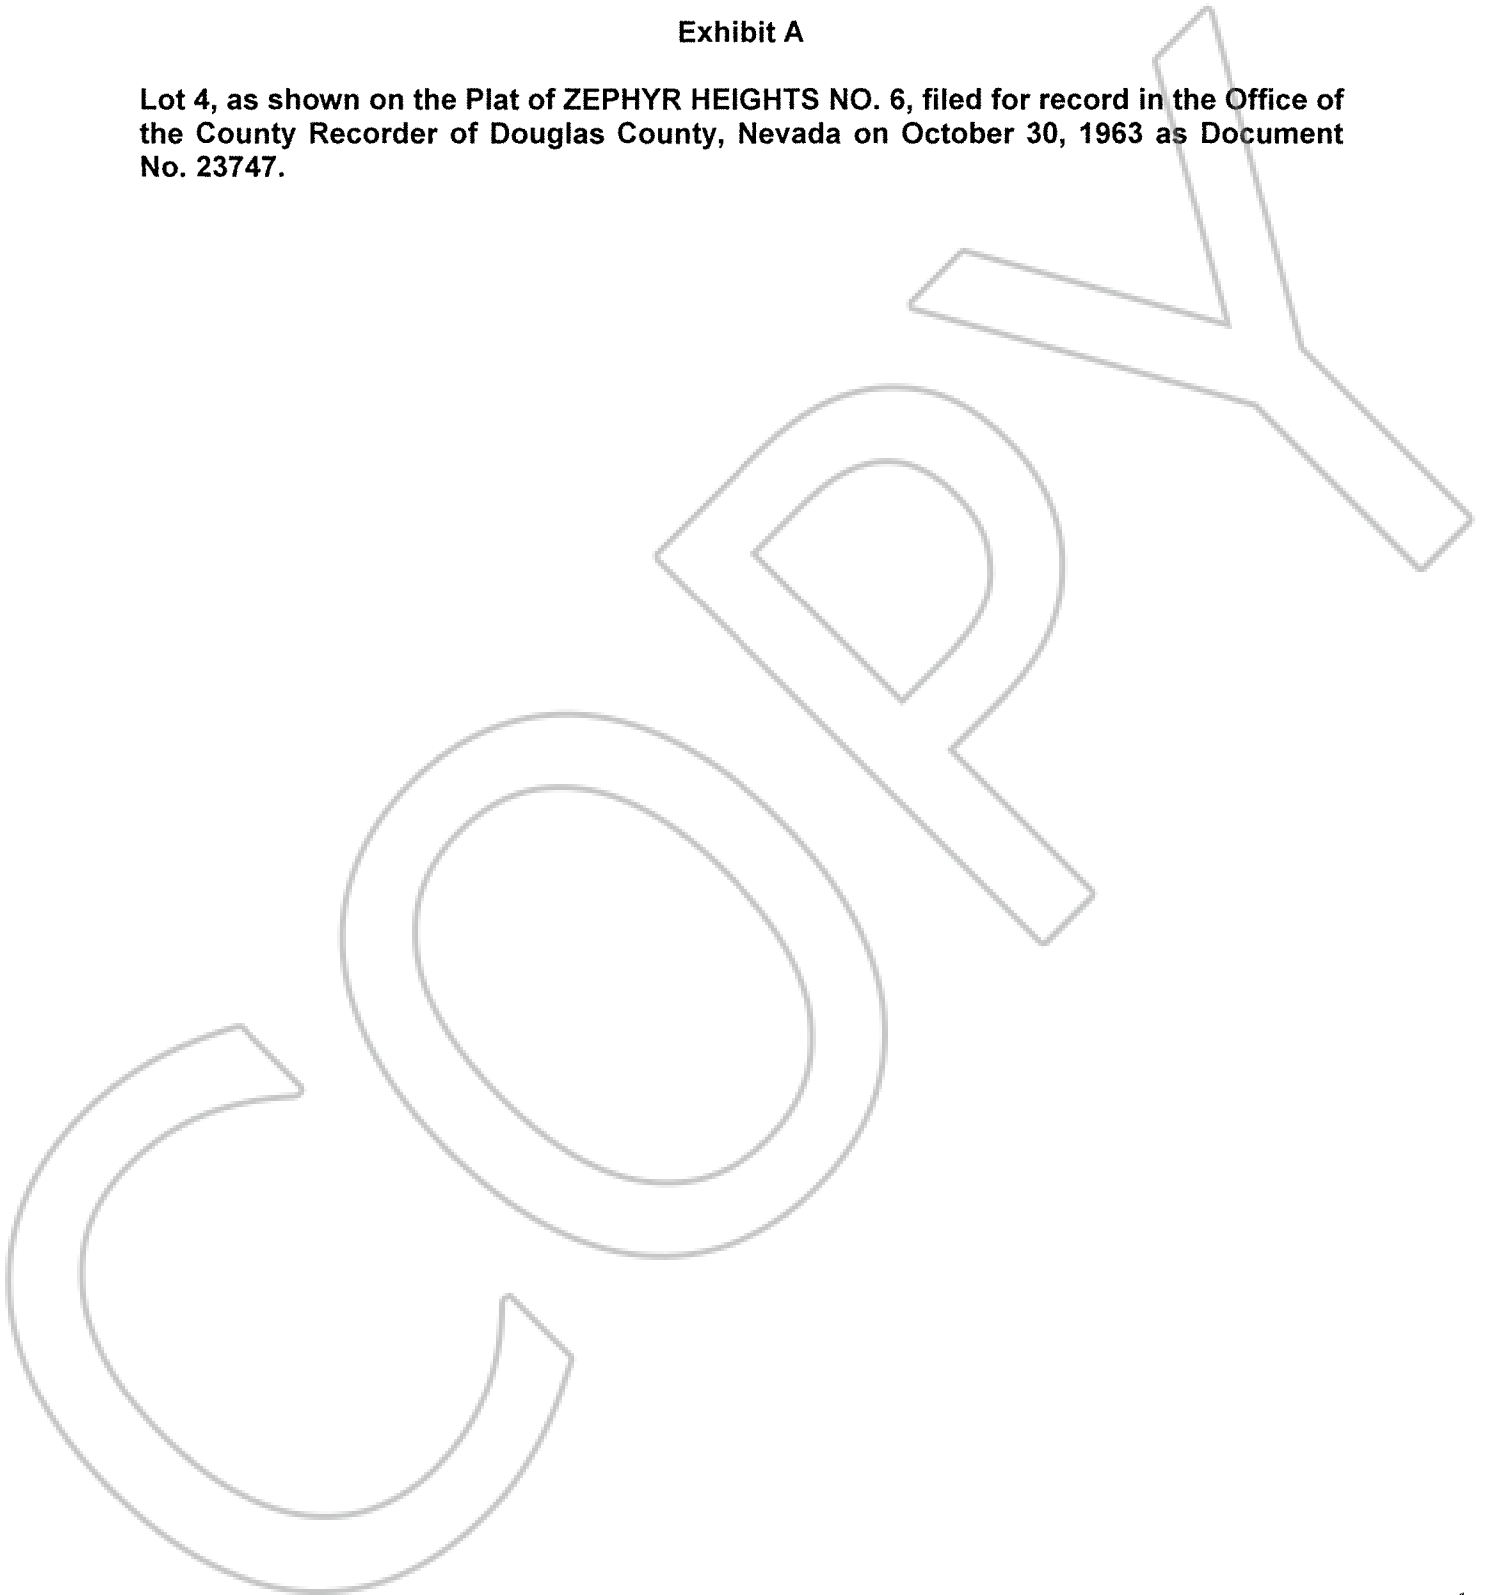 Exhibit A
Lot 4, as shown on the Plat of ZEPHYR HEIGHTS NO. 6, filed for record in the Office of
the County Recorder of Douglas County, Nevada on October 30, 1963 as Document
No. 23747.
COPY